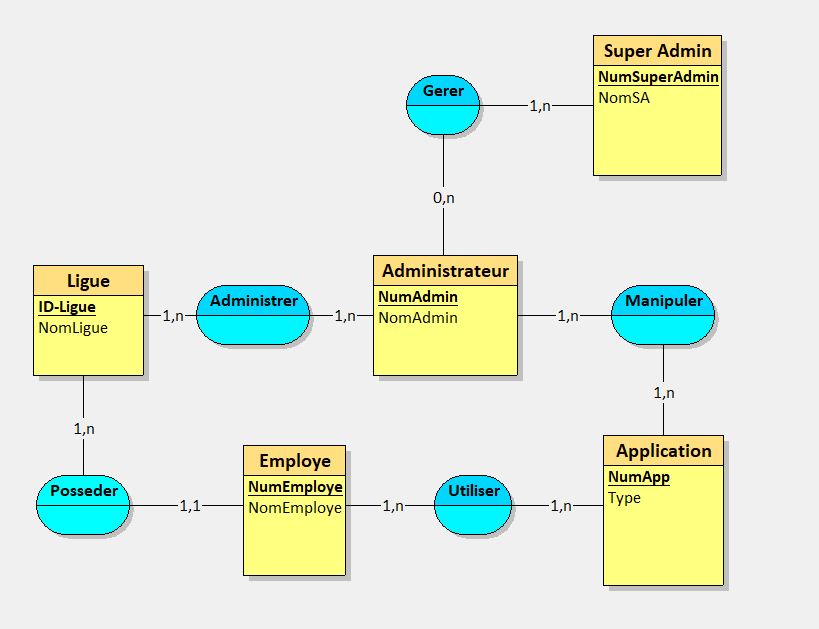 Super Admin
NumSuperAdmin
NomSA
Gerer
1,n
0,n
Ligue
ID-Ligue
NomLigue
1,n
Administrer
1,n
Administrateur
NumAdmin
NomAdmin
1,n
Manipuler
1,n
1,n
Posseder
1,1
Employe
NumEmploye
NomEmploye
1,n
Utiliser
1,n
Application
NumApp
Type